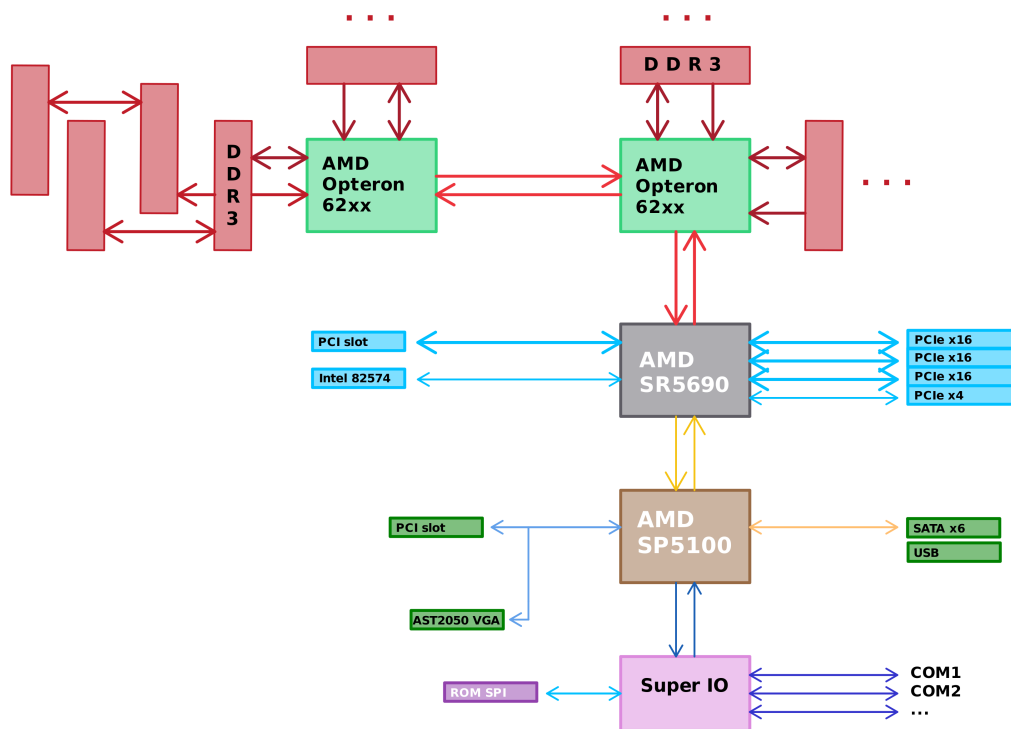 . . .
. . .
D D R 3
D
D
R
3
AMD
Opteron
62xx
AMD
Opteron
62xx
. . .
PCI slot
Intel 82574
AMD
SR5690
PCIe x16
PCIe x16
PCIe x16
PCIe x4
PCI slot
AMD
SP5100
SATA x6
USB
AST2050 VGA
ROM SPI
Super IO
COM1
COM2
...